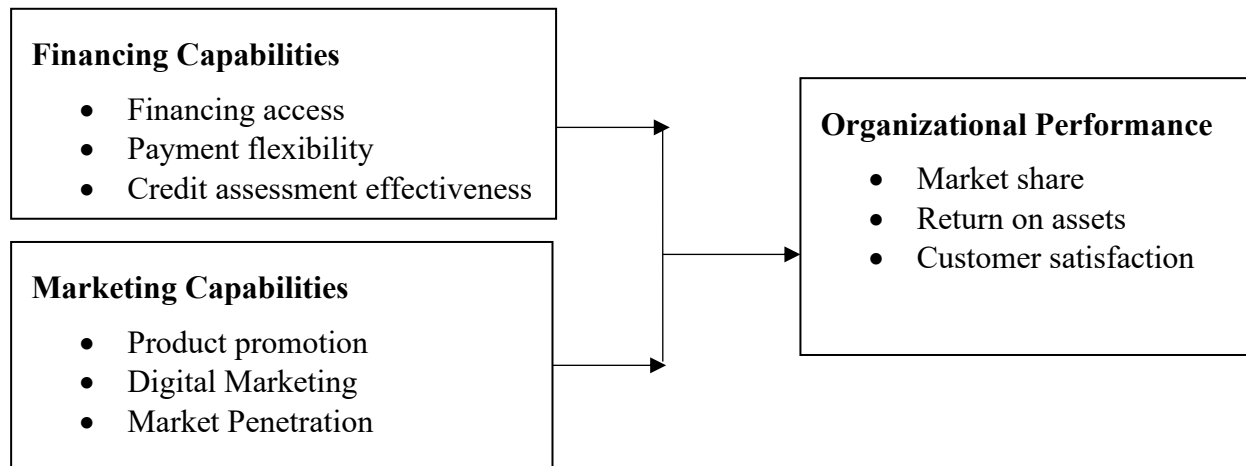 Financing Capabilities
• Financing access
• Payment flexibility
• Credit assessment effectiveness
Marketing Capabilities
• Product promotion
• Digital Marketing
• Market Penetration
Organizational Performance
• Market share
• Return on assets
• Customer satisfaction